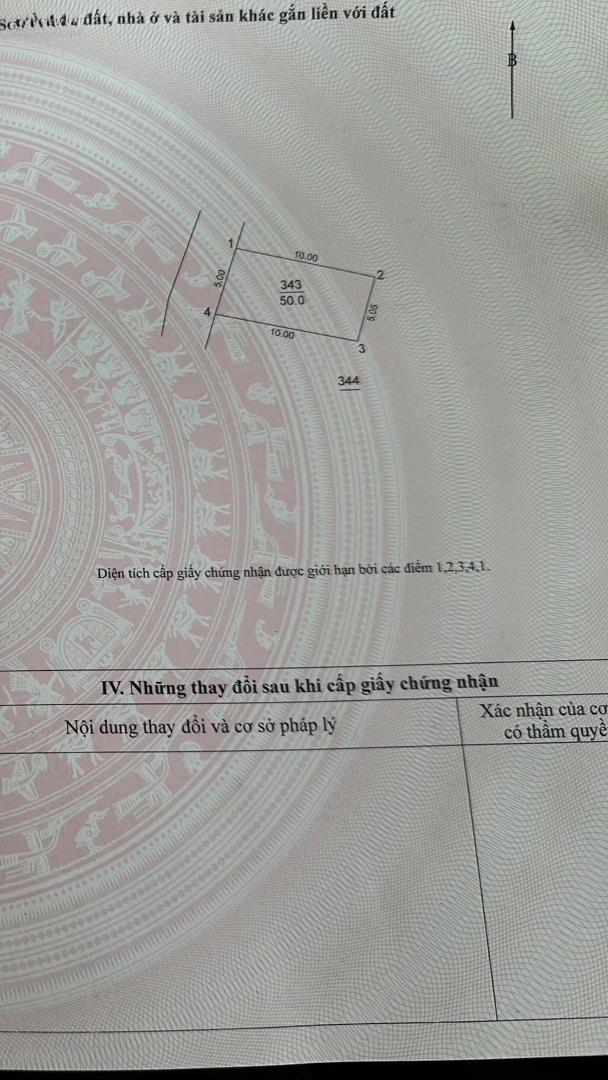 đất, nhà ở và tài sản khác gắn liền với đất
B
1
10.00
2
5.00
343
50.0
5.05
4
10.00
3
344
Diện tích cấp giấy chứng nhận được giới hạn bởi các điểm 1,2,3,4,1.
IV. Những thay đổi sau khi cấp giấy chứng nhận
Nội dung thay đổi và cơ sở pháp lý
Xác nhận của cơ
có thẩm quyề